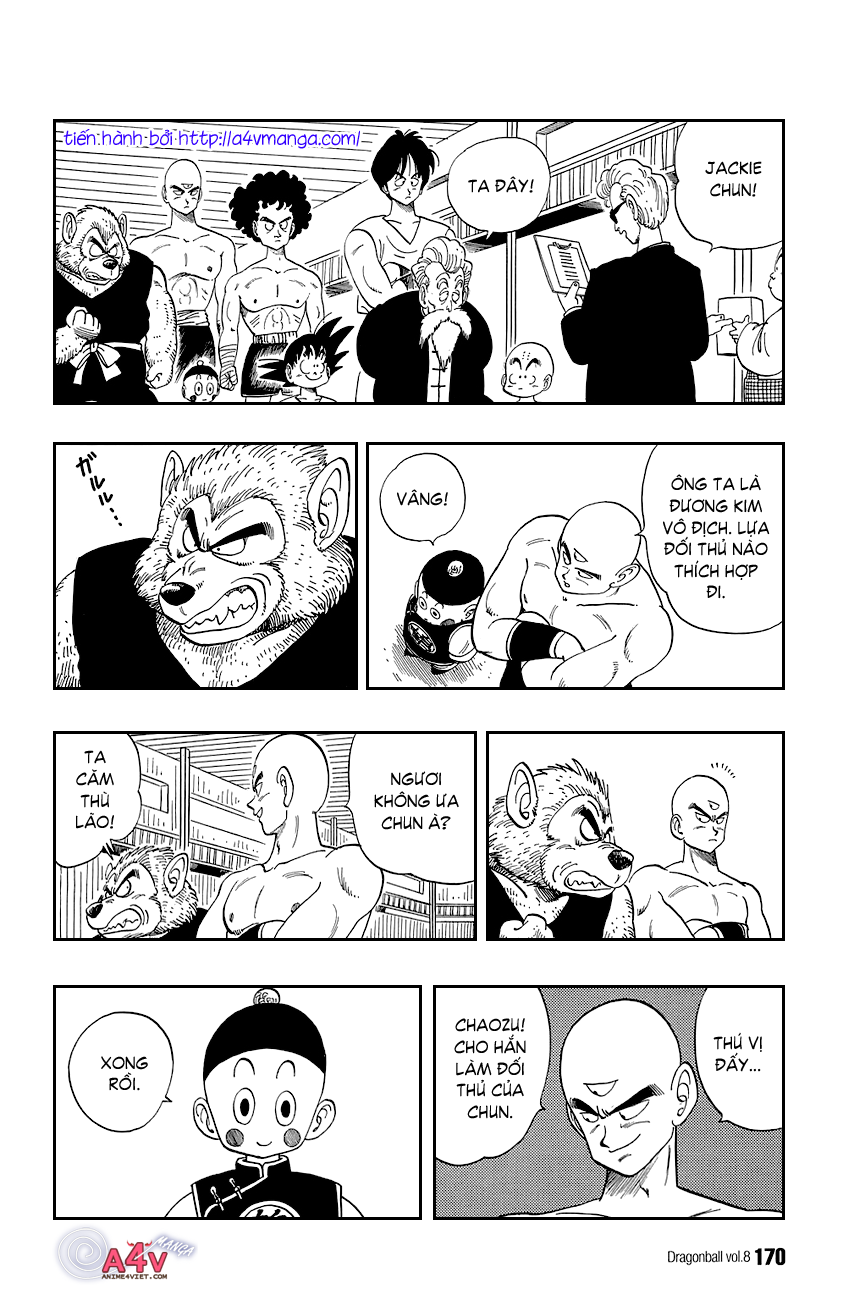 tiến hành bởi http://a4vmanga.com/
JACKIE
CHUN!
TA ĐÂY!
ÔNG TA LÀ
ĐƯƠNG KIM
VÔ ĐỊCH. LỰA
ĐỐI THỦ NÀO
THÍCH HỢP
ĐI.
VÂNG!
ガルル...
NGƯƠI
KHÔNG ƯA
CHUN À?
TA
CĂM
THÙ
LÃO!
THÚ VỊ
ĐẤY...
CHAOZU!
CHO HẮN
LÀM ĐỐI
THỦ CỦA
CHUN.
XONG
RỒI.
A4V MANGA
ANIME4VIET.COM
Dragonball vol.8 170